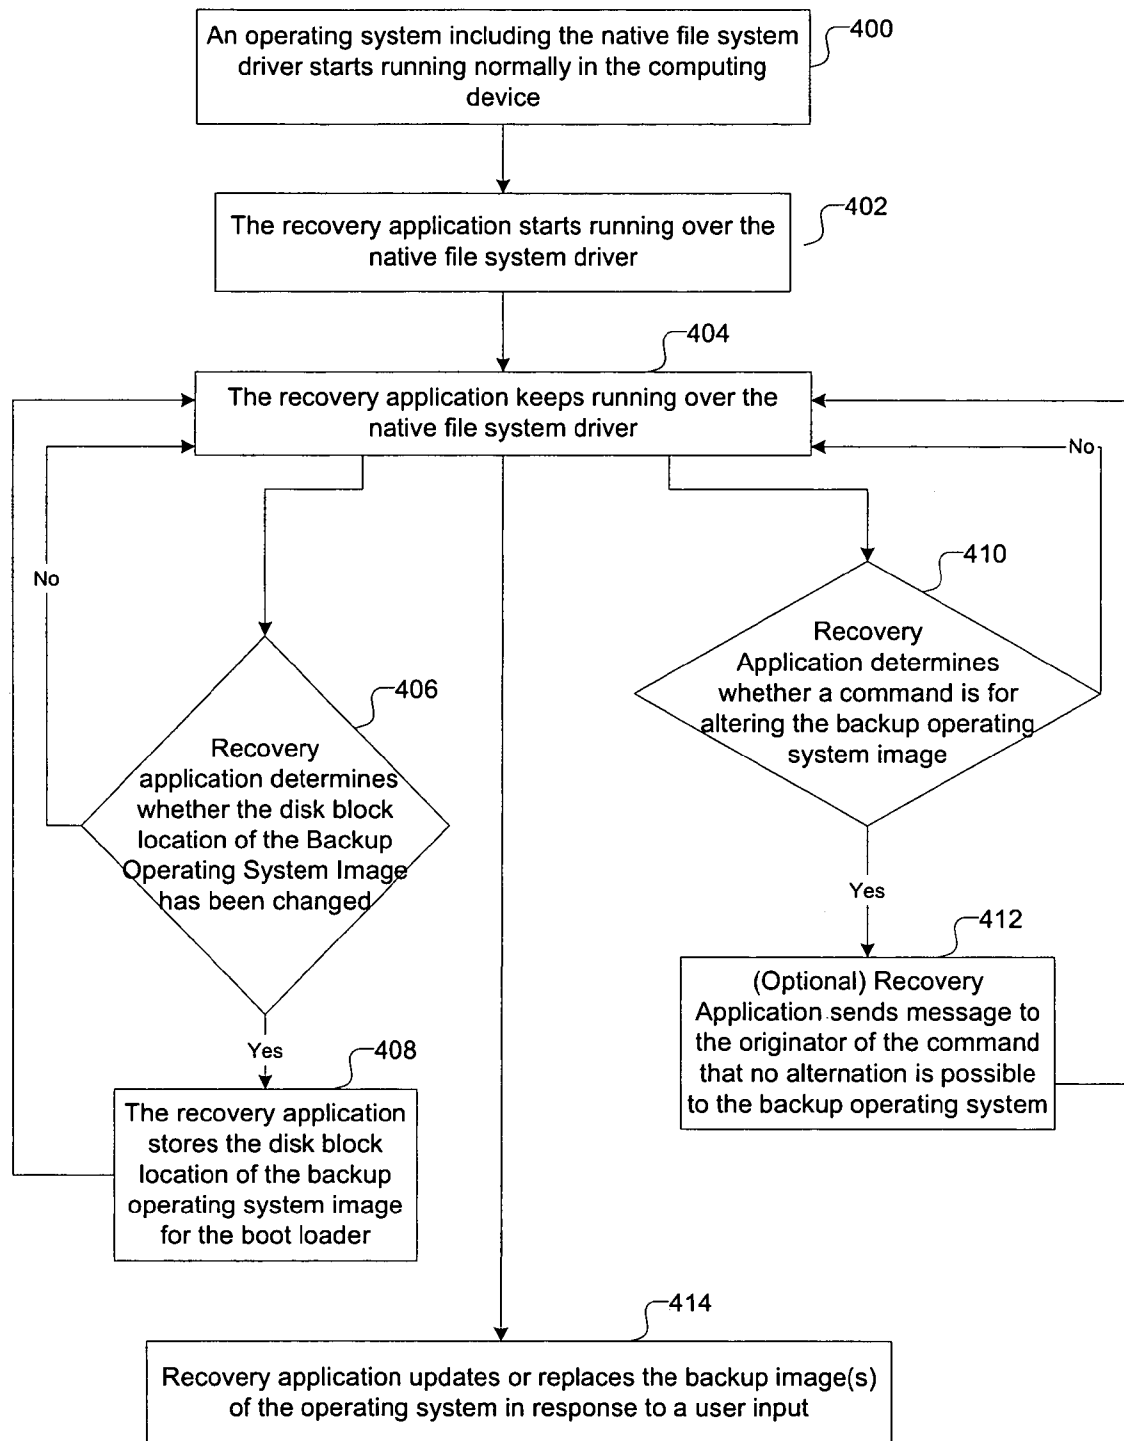 An operating system including the native file system
driver starts running normally in the computing
device
400
The recovery application starts running over the
native file system driver
402
404
The recovery application keeps running over the
native file system driver
No
No
410
Recovery
Application determines
whether a command is for
altering the backup operating
system image
406
Recovery
application determines
whether the disk block
location of the Backup
Operating System Image
has been changed
Yes
412
(Optional) Recovery
Application sends message to
the originator of the command
that no alternation is possible
to the backup operating system
Yes
408
The recovery application
stores the disk block
location of the backup
operating system image
for the boot loader
414
Recovery application updates or replaces the backup image(s)
of the operating system in response to a user input